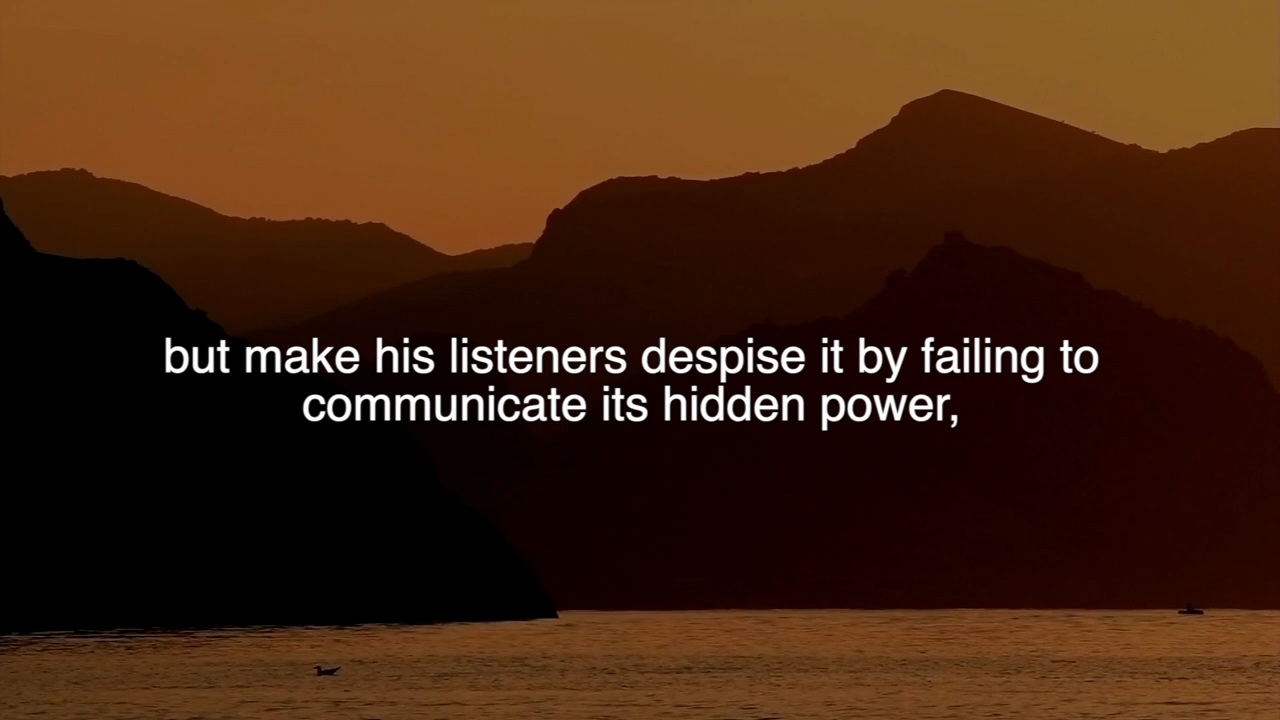 but make his listeners despise it by failing to
communicate its hidden power,